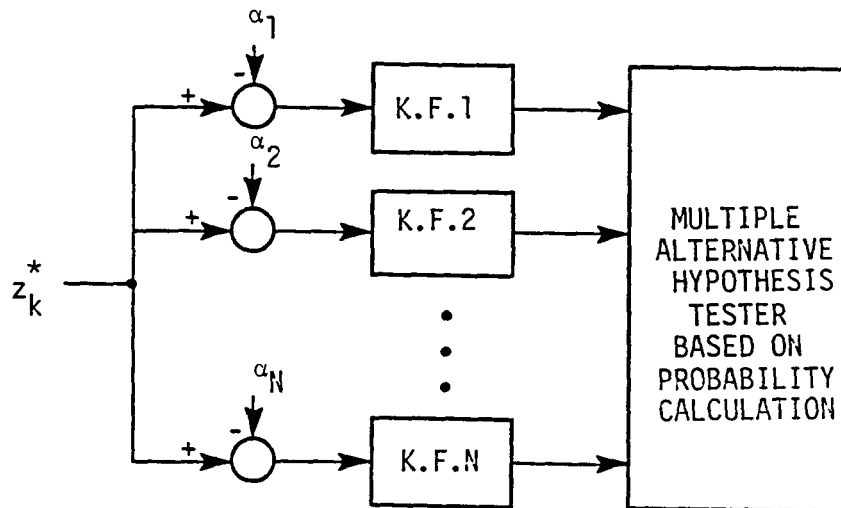 α1
- 
+
K.F.1
α2
-
+
K.F.2
z*k
αN
-
+
K.F.N
MULTIPLE
ALTERNATIVE
HYPOTHESIS
TESTER
BASED ON
PROBABILITY
CALCULATION